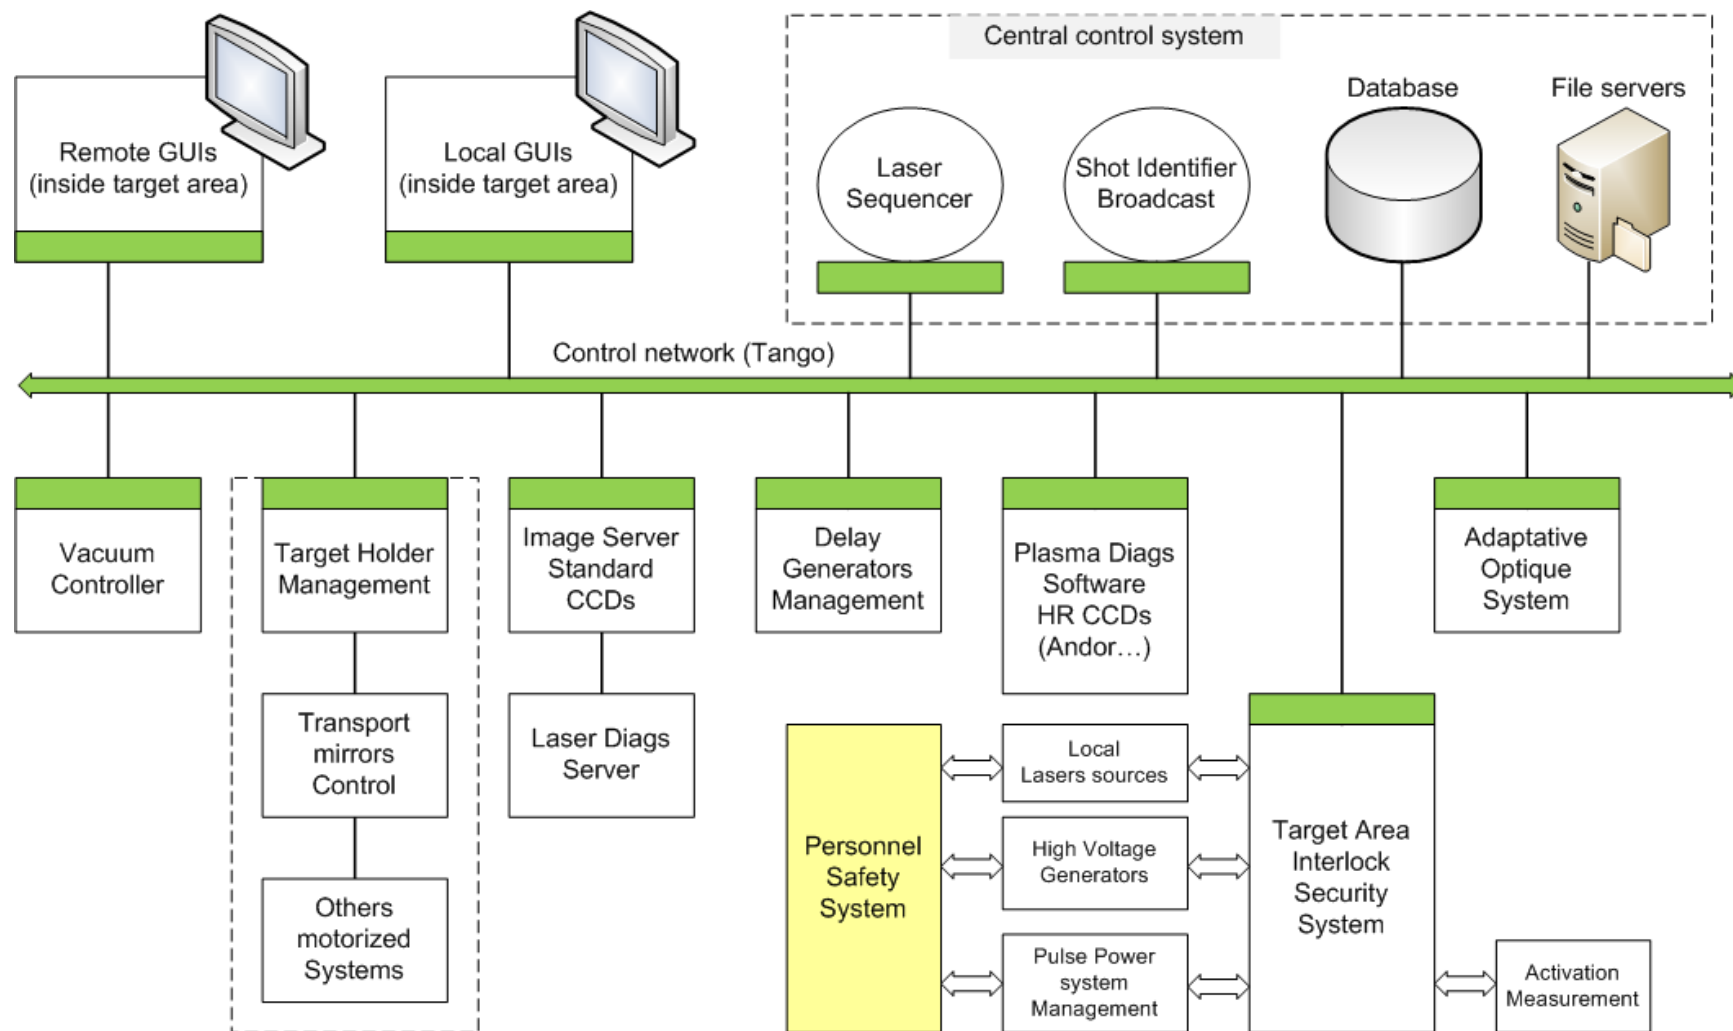 Central control system
Remote GUIs
(inside target area)
Local GUIs
(inside target area)
Laser
Sequencer
Shot Identifier
Broadcast
Database
File servers
Control network (Tango)
Vacuum
Controller
Target Holder
Management
Image Server
Standard
CCDs
Delay
Generators
Management
Plasma Diags
Software
HR CCDs
(Andor…)
Adaptative
Optique
System
Transport
mirrors
Control
Laser Diags
Server
Others
motorized
Systems
Personnel
Safety
System
Local
Lasers sources
High Voltage
Generators
Pulse Power
system
Management
Target Area
Interlock
Security
System
Activation
Measurement